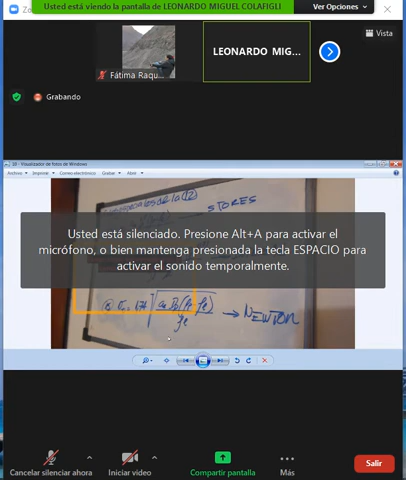 Usted está viendo la pantalla de LEONARDO MIGUEL COLAFIGLI
Ver Opciones
Vista
Fátima Raqu...
LEONARDO MIG...
Grabando
10 - Visualizador de fotos de Windows
Archivo Imprimir Correo electrónico Grabar Abrir
STORES
Usted está silenciado. Presione Alt+A para activar el
micrófono, o bien mantenga presionada la tecla ESPACIO para
activar el sonido temporalmente.
→ NEWTON
Cancelar silenciar ahora
Iniciar video
Compartir pantalla
Más
Salir